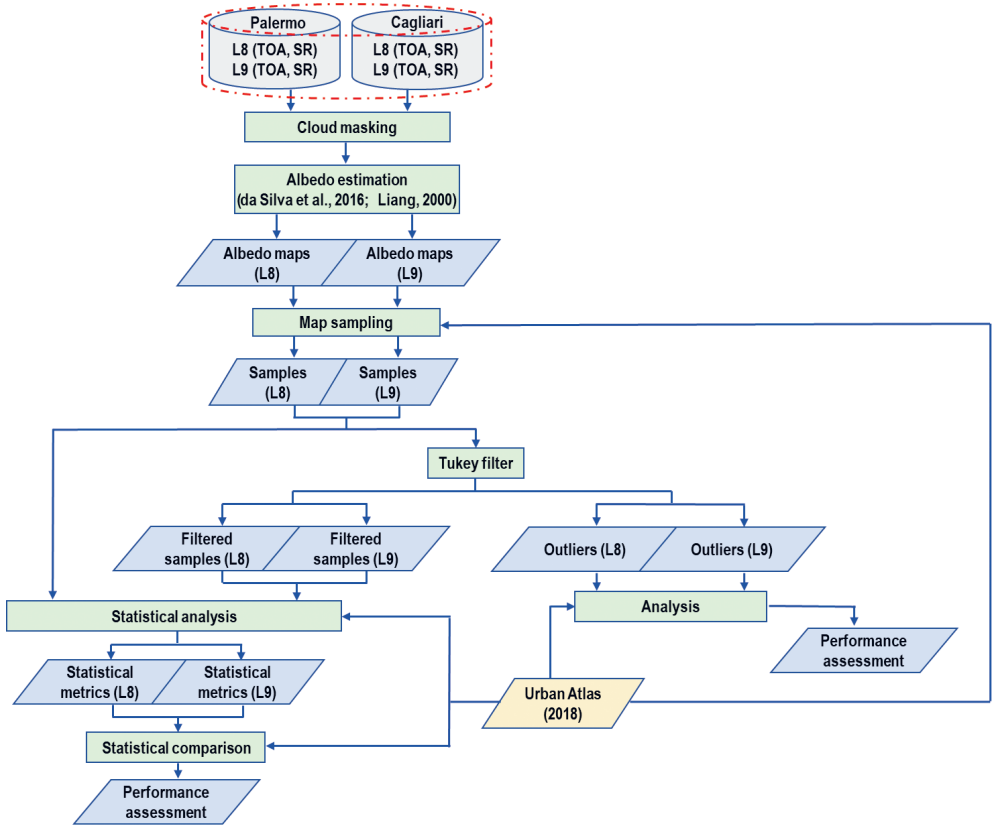 Palermo
L8 (TOA, SR)
L9 (TOA, SR)
Cagliari
L8 (TOA, SR)
L9 (TOA, SR)
Cloud masking
Albedo estimation
(da Silva et al., 2016; Liang, 2000)
Albedo maps
(L8)
Albedo maps
(L9)
Map sampling
Samples
(L8)
Samples
(L9)
Tukey filter
Filtered
samples (L8)
Filtered
samples (L9)
Outliers (L8)
Outliers (L9)
Statistical analysis
Analysis
Performance
assessment
Statistical
metrics (L8)
Statistical
metrics (L9)
Urban Atlas
(2018)
Statistical comparison
Performance
assessment